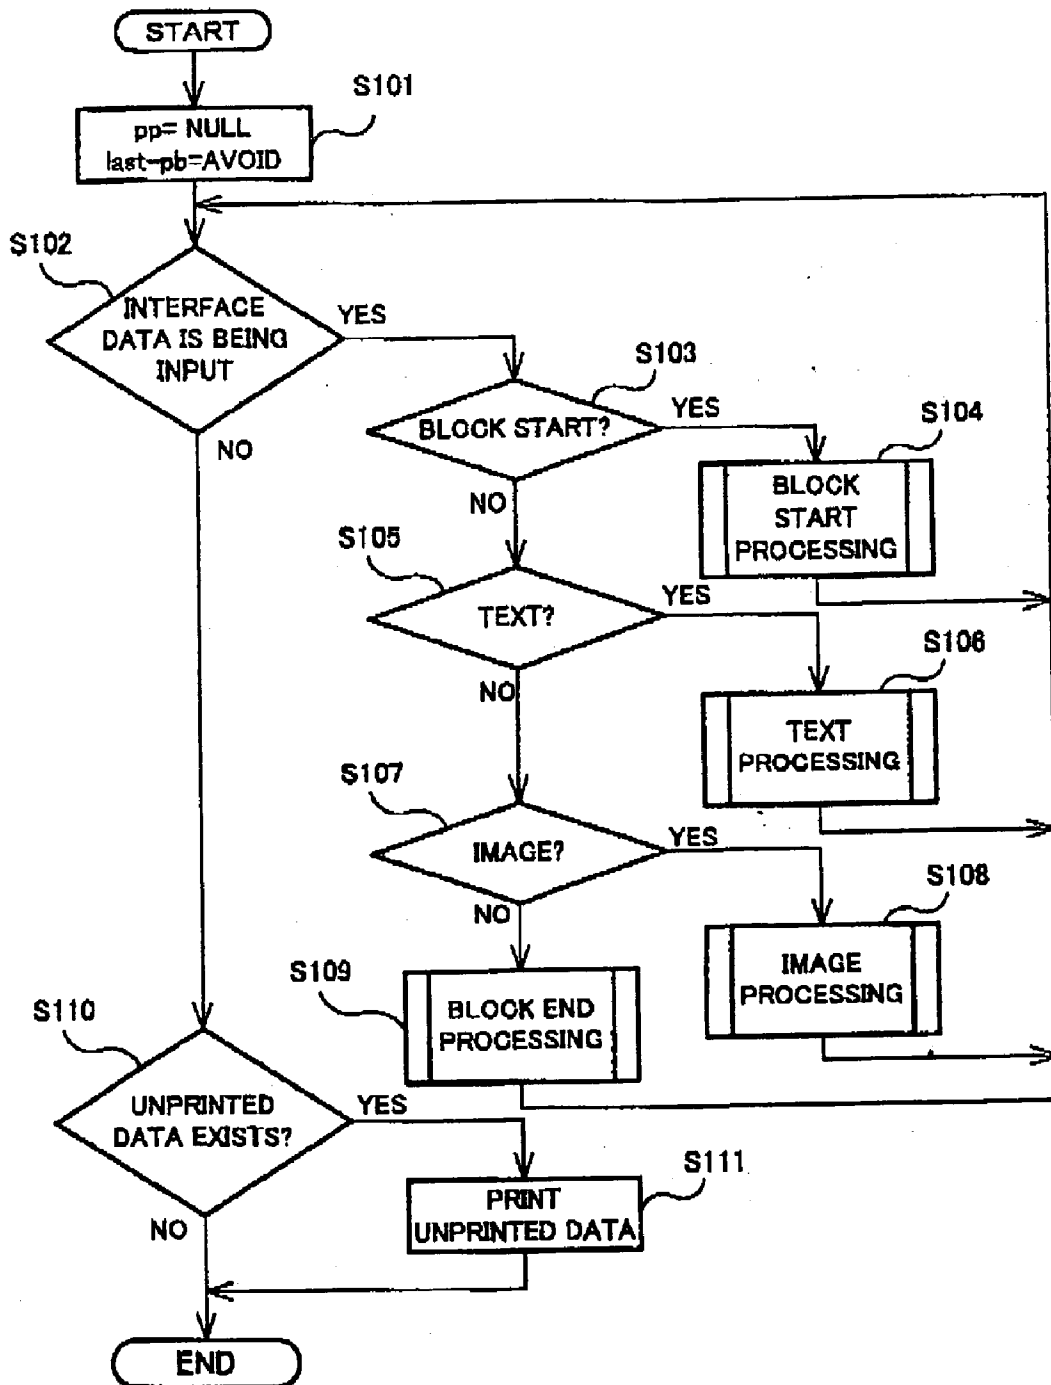 START
S101
pp= NULL
last-pb=AVOID
S102
INTERFACE
DATA IS BEING
INPUT
YES
NO
S103
BLOCK START?
YES
NO
S104
BLOCK
START
PROCESSING
S105
TEXT?
YES
NO
S106
TEXT
PROCESSING
S107
IMAGE?
YES
NO
S108
IMAGE
PROCESSING
S109
BLOCK END
PROCESSING
S110
UNPRINTED
DATA EXISTS?
YES
NO
S111
PRINT
UNPRINTED DATA
END